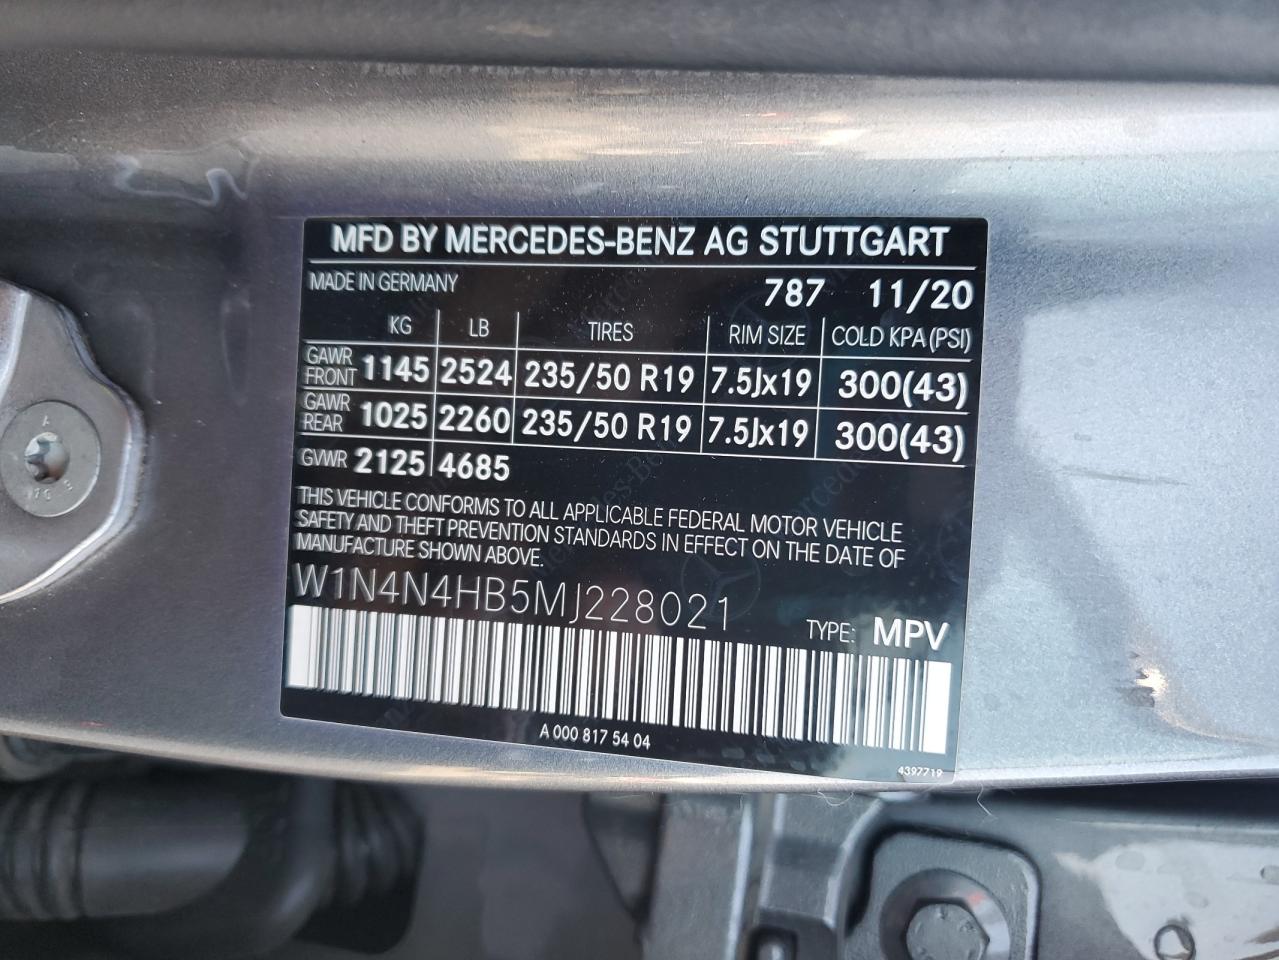 MFD BY MERCEDES-BENZ AG STUTTGART
MADE IN GERMANY 787 11/20
KG LB TIRES RIM SIZE COLD KPA (PSI)
GAWR FRONT 1145 2524 235/50 R19 7.5Jx19 300(43)
GAWR REAR 1025 2260 235/50 R19 7.5Jx19 300(43)
GVWR 2125 4685
THIS VEHICLE CONFORMS TO ALL APPLICABLE FEDERAL MOTOR VEHICLE
SAFETY AND THEFT PREVENTION STANDARDS IN EFFECT ON THE DATE OF
MANUFACTURE SHOWN ABOVE.
W1N4N4HB5MJ228021
TYPE: MPV
A 000 817 54 04
4397719